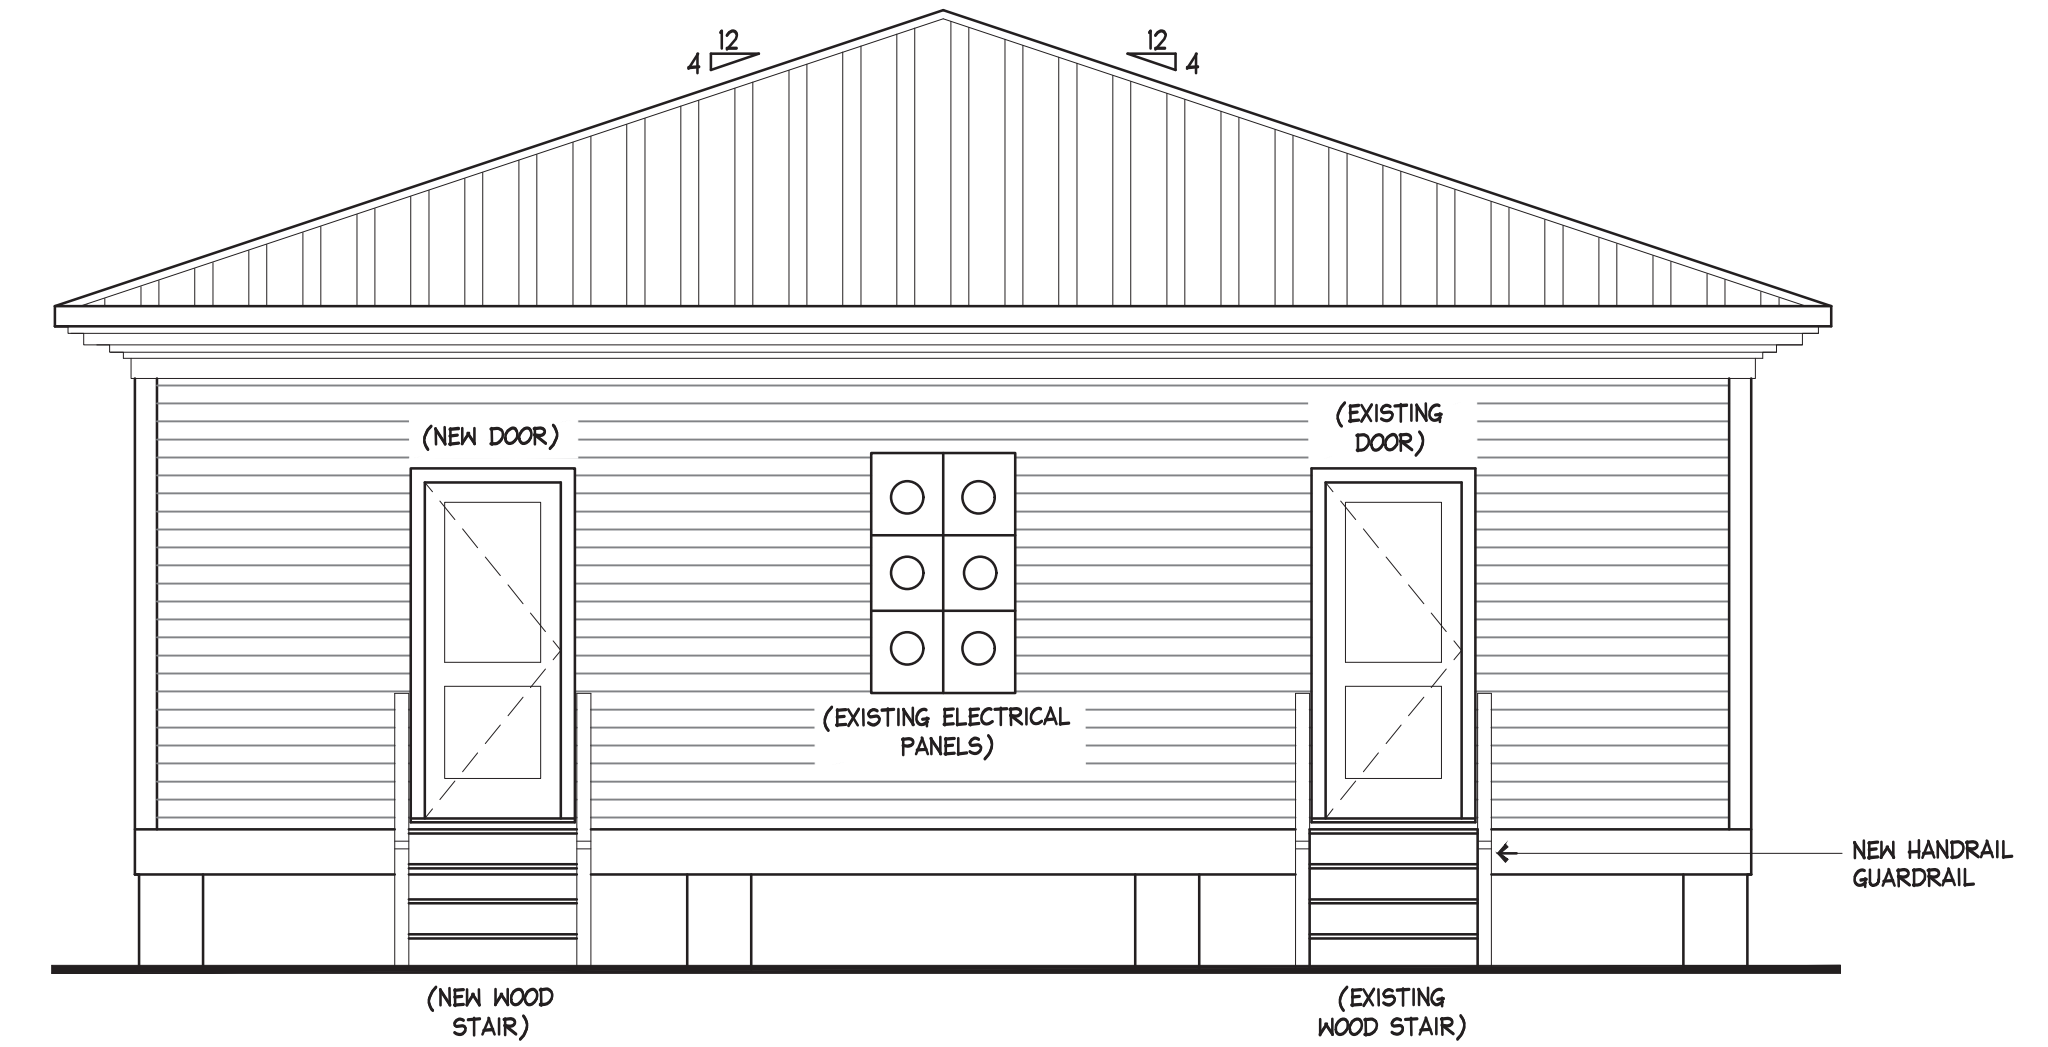 12
4
12
4
(NEW DOOR)
(EXISTING
DOOR)
(EXISTING ELECTRICAL
PANELS)
NEW HANDRAIL
GUARDRAIL
(NEW WOOD
STAIR)
(EXISTING
WOOD STAIR)